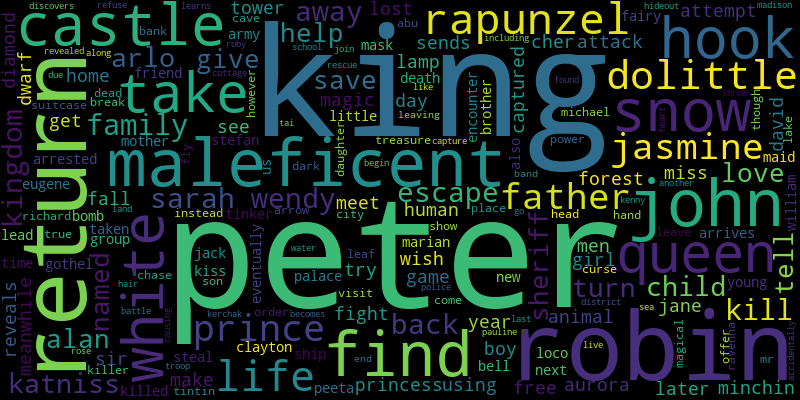 castle
tower
away
lost
cave
abu
rapunzel
fairy
attempt
hook
discovers
refuse
learns
bank
diamond
arlo
give
army
help
mask
sends
cher
attack
hideout
madison
revealed
along
ruby
dwarf
due
home
friend
school
join
rescue
save
lamp
death
including
like
dolittle
take
king
suitcase
dead
break
cottage
however
magic
day
leaving
captured
brother
encounter
found
michael
snow
though
throw
get
family
see
little
treasure
capture
power
david
lake
return
kingdom
mother
stefan
fly
tai
daughter
also
jasmine
heart
maleficent
us
dark
begin
band
forest
miss
love
maid
arrested
eugene
sarah
wendy
escape
father
john
william
fall
richard
bomb
land
instead
tinker
arrow
meet
human
place
go
head
kenny
another
hand
leave
arrives
lead
true
taken
group
white
city
marian
show
wish
sheriff
men
girl
curse
queen
tell
time
gothel
named
jack
kiss
son
leaf
water
peter
palace
try
game
police
new
turn
child
young
reveals
meanwhile
chase
hair
battle
kerchak
becomes
eventually
visit
come
district
sea
jane
alan
prince
order
fight
back
year
last
animal
kill
rose
causing
clayton
ship
find
boy
pauline
loco
live
robin
magical
offer
ravenna
mr
accidentally
sir
steal
make
life
end
bell
next
katniss
killer
killed
troop
tintin
peeta
princess
using
free
aurora
later
minchin